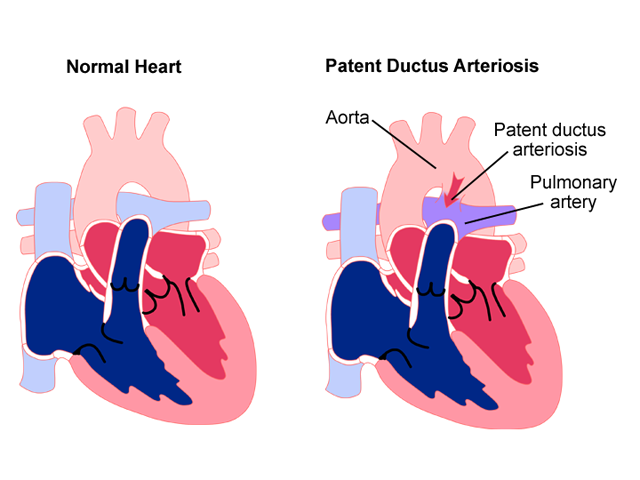 Normal Heart
Patent Ductus Arteriosis
Aorta
Patent ductus
arteriosis
Pulmonary
artery